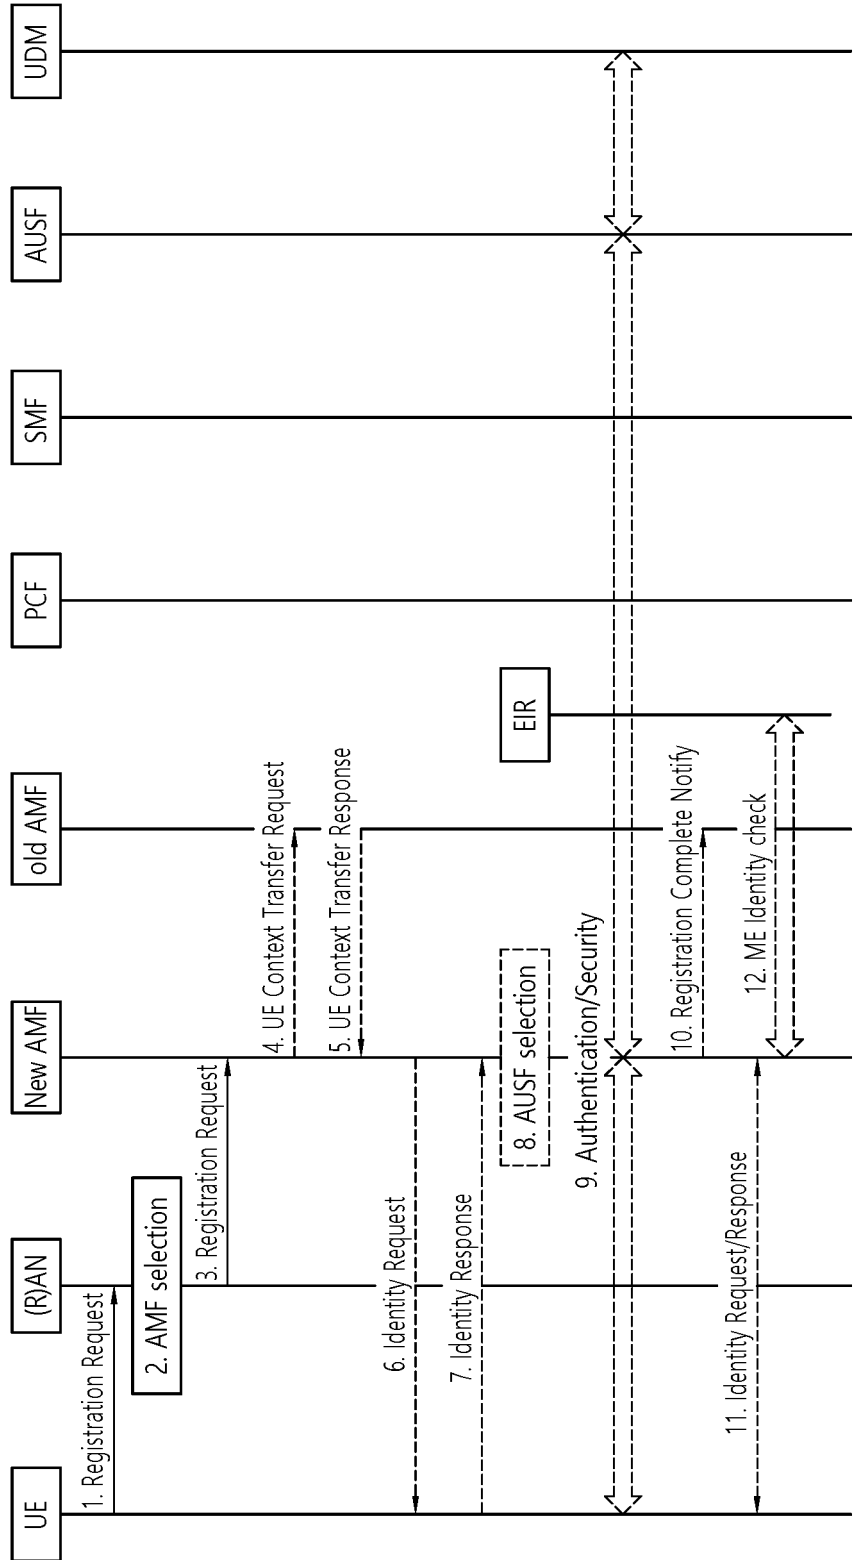 UE
(R)AN
New AMF
old AMF
EIR
PCF
SMF
AUSF
UDM
1. Registration Request
2. AMF selection
3. Registration Request
4. UE Context Transfer Request
5. UE Context Transfer Response
6. Identity Request
7. Identity Response
8. AUSF selection
9. Authentication/Security
10. Registration Complete Notify
11. Identity Request/Response
12. ME Identity check